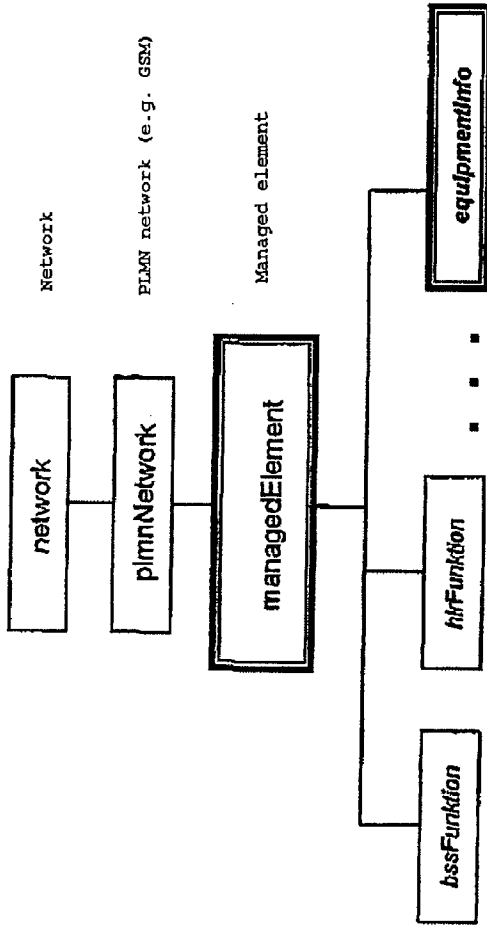 network
Network
plmnNetwork
PLMN network (e.g. GSM)
managedElement
Managed element
bssFunktion
hlrFunktion
. . .
equipmentInfo